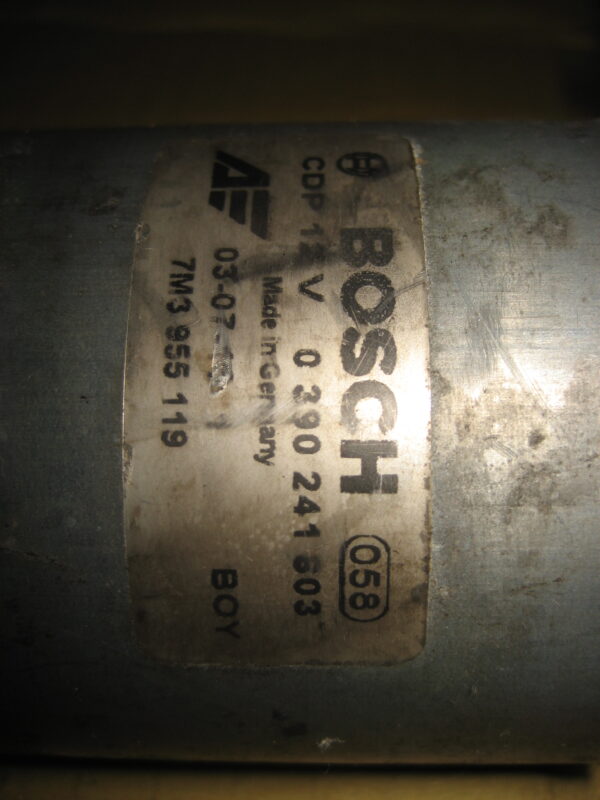 BOSCH 058
CDP 12 V 0 390 241 603
Made in Germany
03-07 BOY
7M3 955 119